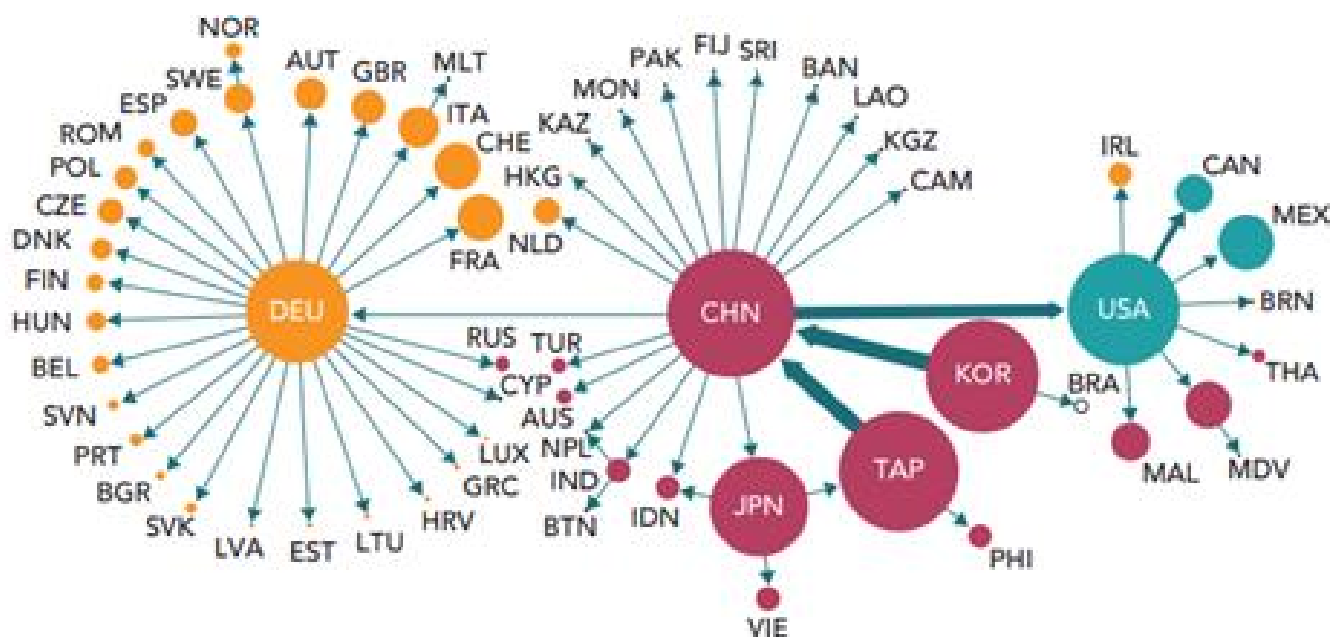 NOR
SWE
AUT
GBR
MLT
ESP
ITA
ROM
CHE
POL
CZE
DNK
FRA
FIN
DEU
HUN
BEL
SVN
PRT
BGR
SVK
LVA
EST
LTU
HRV
GRC
LUX
RUS
CYP
PAK
FIJ
SRI
MON
BAN
KAZ
LAO
HKG
KGZ
NLD
CAM
CHN
TUR
AUS
NPL
IND
BTN
IDN
JPN
VIE
TAP
PHI
KOR
BRA
IRL
CAN
MEX
USA
BRN
THA
MAL
MDV